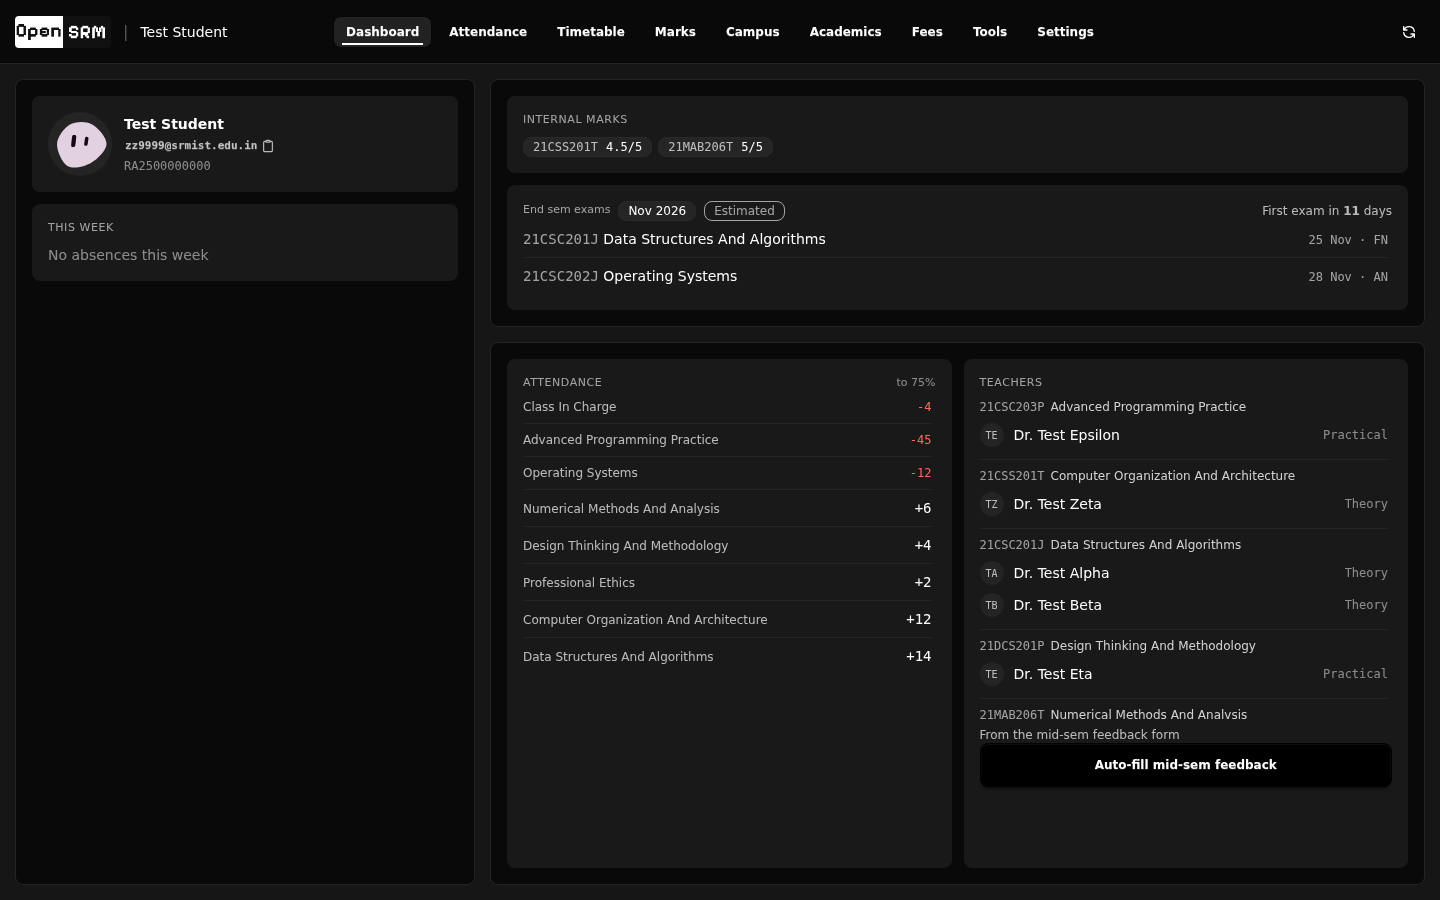 Open SRM | Test Student
Dashboard Attendance Timetable Marks Campus Academics Fees Tools Settings
Test Student
zz9999@srmist.edu.in
RA2500000000
THIS WEEK
No absences this week
INTERNAL MARKS
21CSS201T 4.5/5 21MAB206T 5/5
End sem exams Nov 2026 Estimated First exam in 11 days
21CSC201J Data Structures And Algorithms 25 Nov · FN
21CSC202J Operating Systems 28 Nov · AN
ATTENDANCE to 75%
Class In Charge -4
Advanced Programming Practice -45
Operating Systems -12
Numerical Methods And Analysis +6
Design Thinking And Methodology +4
Professional Ethics +2
Computer Organization And Architecture +12
Data Structures And Algorithms +14
TEACHERS
21CSC203P Advanced Programming Practice
TE Dr. Test Epsilon Practical
21CSS201T Computer Organization And Architecture
TZ Dr. Test Zeta Theory
21CSC201J Data Structures And Algorithms
TA Dr. Test Alpha Theory
TB Dr. Test Beta Theory
21DCS201P Design Thinking And Methodology
TE Dr. Test Eta Practical
21MAB206T Numerical Methods And Analysis
From the mid-sem feedback form
Auto-fill mid-sem feedback